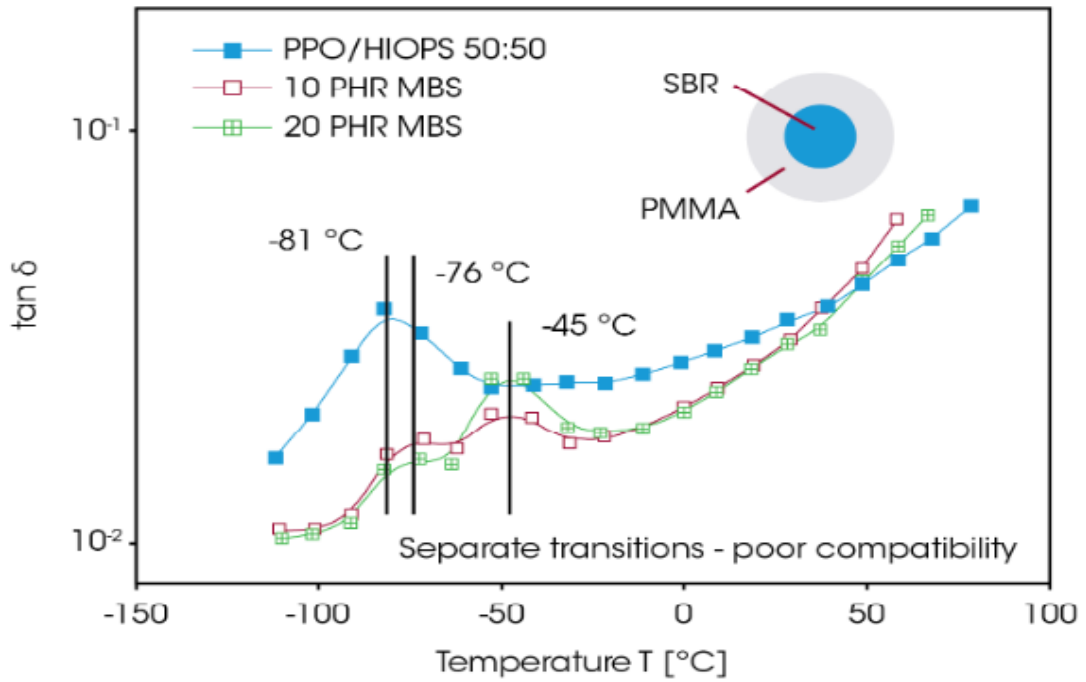 PPO/HIOPS 50:50
10 PHR MBS
20 PHR MBS
SBR
PMMA
10-1
-81 °C
-76 °C
-45 °C
tan δ
10-2
Separate transitions - poor compatibility
-150 -100 -50 0 50 100
Temperature T [°C]